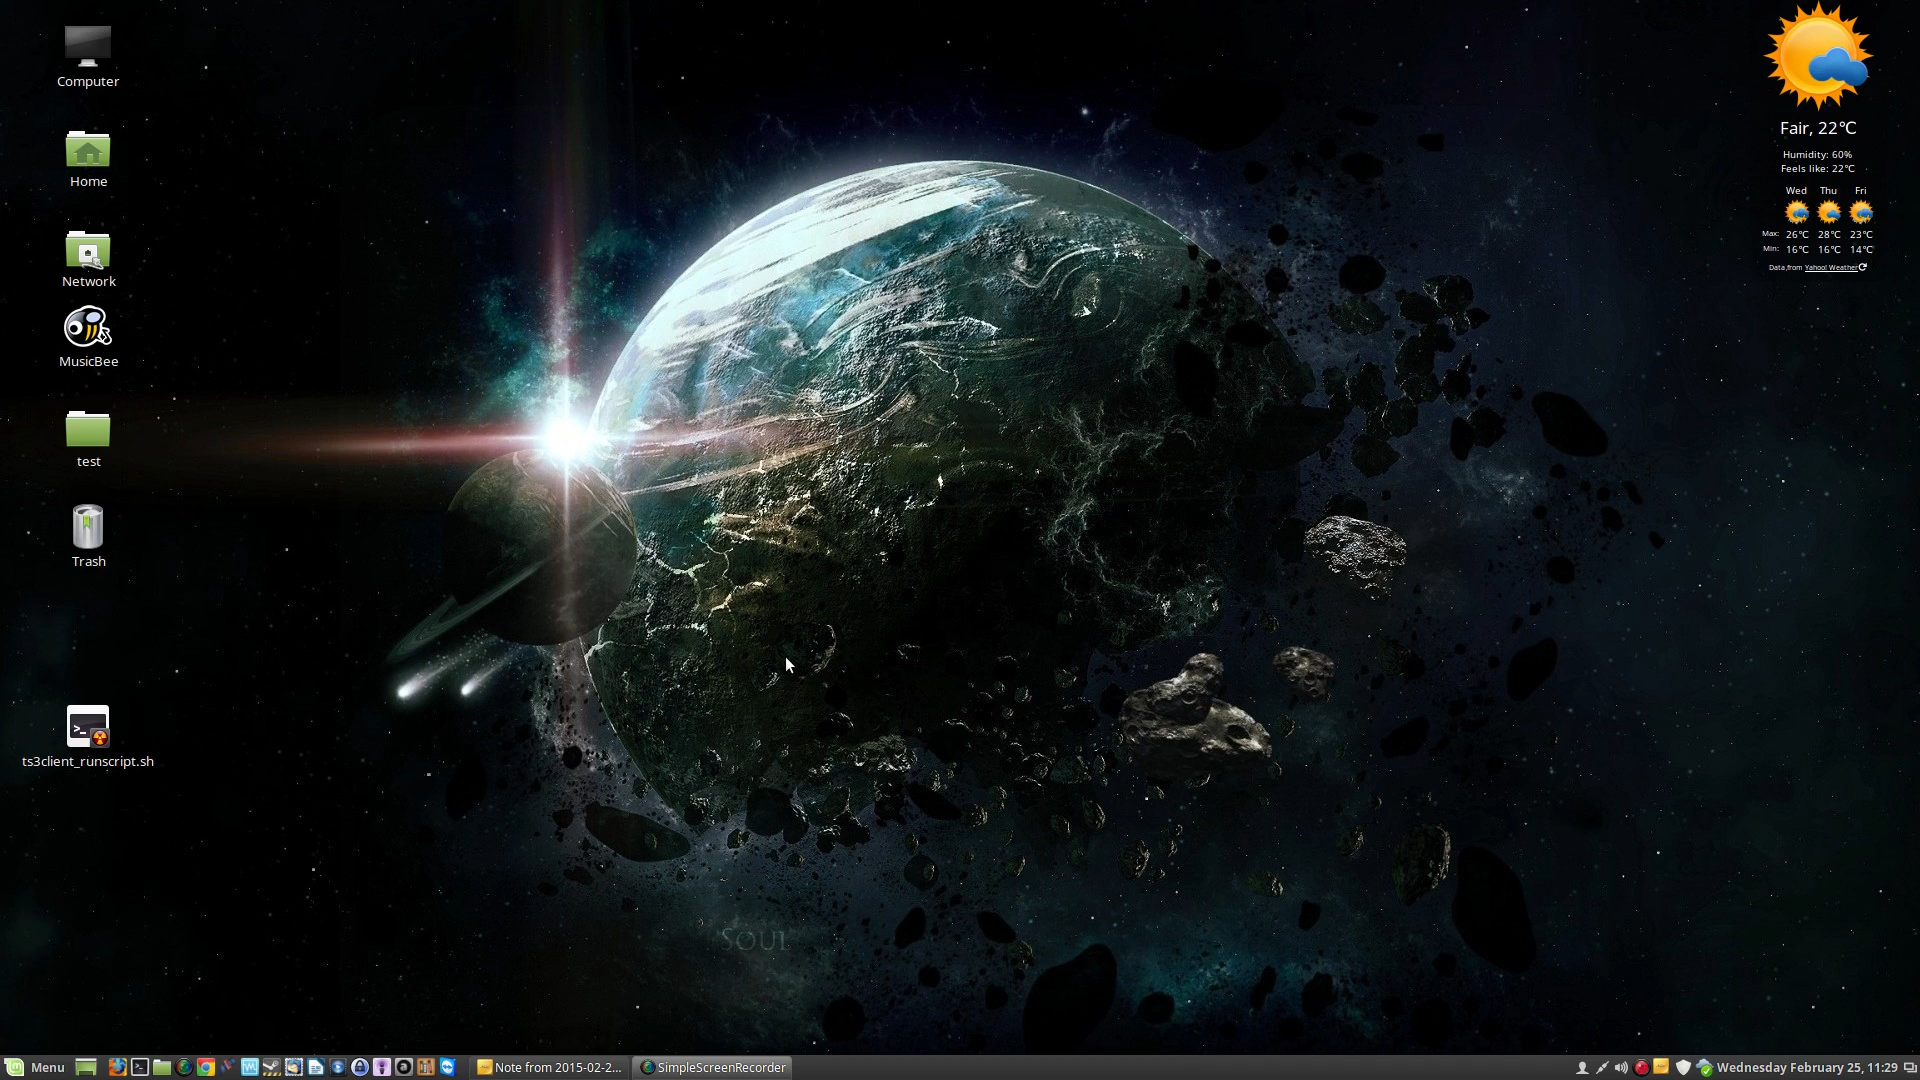 Computer
Home
Network
MusicBee
test
Trash
ts3client_runscript.sh
Fair, 22°C
Humidity: 60%
Feels like: 22°C
Wed Thu Fri
Max: 26°C 28°C 23°C
Min: 16°C 16°C 14°C
Data from Yahoo! Weather
Soul
Menu
Note from 2015-02-2...
SimpleScreenRecorder
Wednesday February 25, 11:29